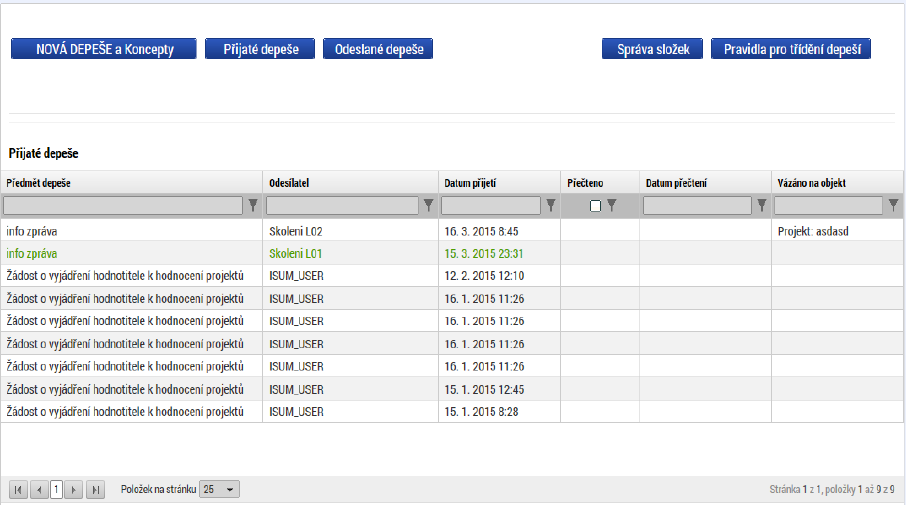 NOVÁ DEPEŠE a Koncepty Přijaté depeše Odeslané depeše Správa složek Pravidla pro třídění depeší
Přijaté depeše
Předmět depeše Odesílatel Datum přijetí Přečteno Datum přečtení Vázáno na objekt
info zpráva Skoleni L02 16. 3. 2015 8:45 Projekt: asdasd
info zpráva Skoleni L01 15. 3. 2015 23:31
Žádost o vyjádření hodnotitele k hodnocení projektů ISUM_USER 12. 2. 2015 12:10
Žádost o vyjádření hodnotitele k hodnocení projektů ISUM_USER 16. 1. 2015 11:26
Žádost o vyjádření hodnotitele k hodnocení projektů ISUM_USER 16. 1. 2015 11:26
Žádost o vyjádření hodnotitele k hodnocení projektů ISUM_USER 16. 1. 2015 11:26
Žádost o vyjádření hodnotitele k hodnocení projektů ISUM_USER 16. 1. 2015 11:26
Žádost o vyjádření hodnotitele k hodnocení projektů ISUM_USER 15. 1. 2015 12:45
Žádost o vyjádření hodnotitele k hodnocení projektů ISUM_USER 15. 1. 2015 8:28
1 Položek na stránku 25 Stránka 1 z 1, položky 1 až 9 z 9